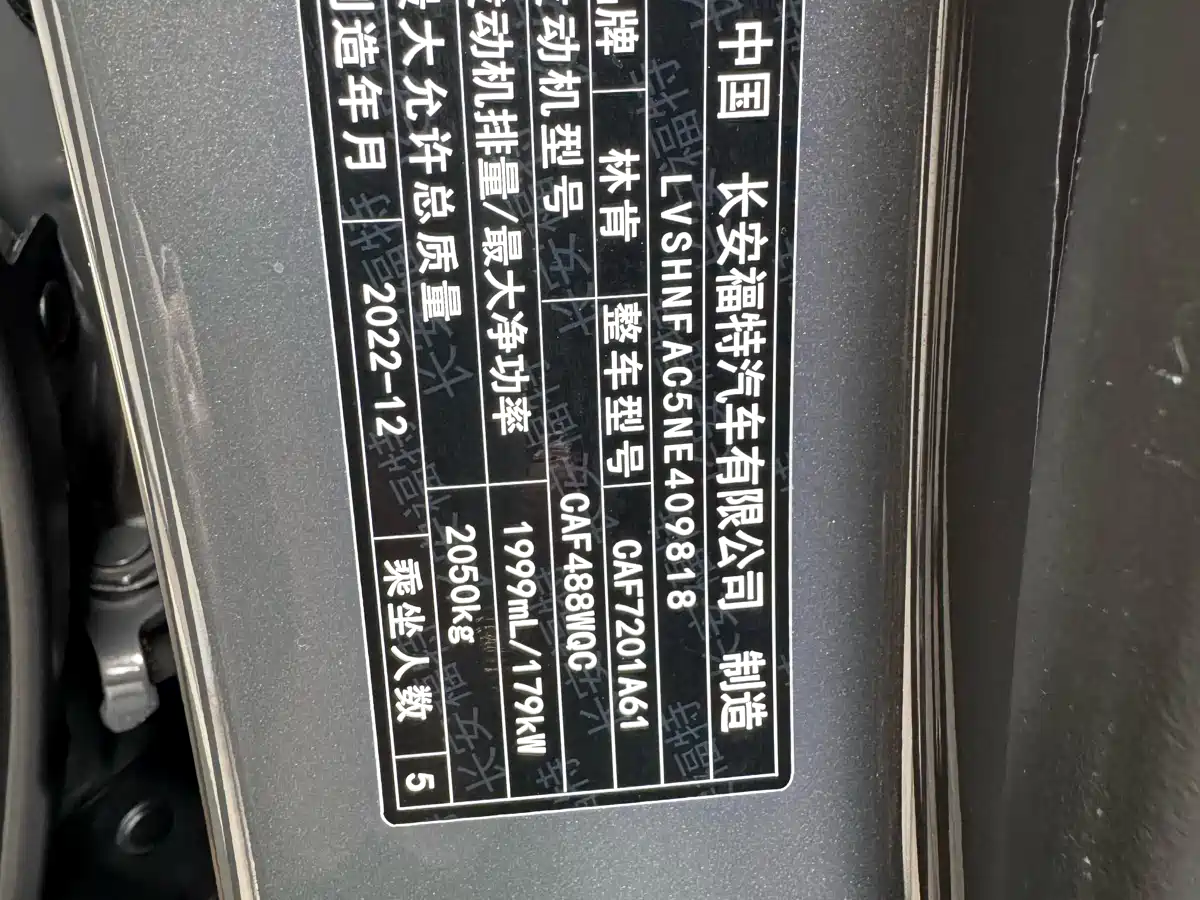 中国 长安福特汽车有限公司 制造
LVSHNFAC5NE409818
品牌 林肯 整车型号 CAF7201A61
发动机型号 CAF488WQC
发动机排量/最大净功率 1999mL/179kW
最大允许总质量 2050kg
制造年月 2022-12 乘坐人数 5